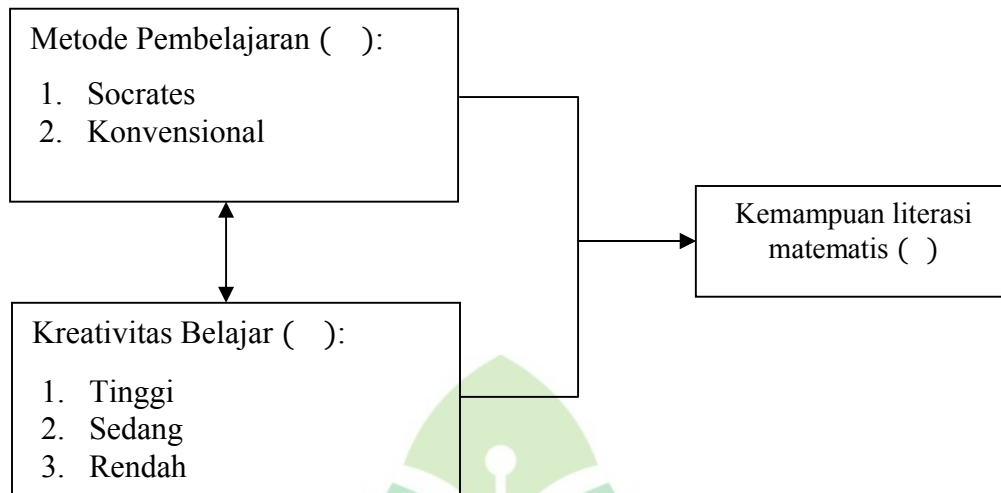 Metode Pembelajaran ( ):
1. Socrates
2. Konvensional
Kemampuan literasi
matematis ( )
Kreativitas Belajar ( ):
1. Tinggi
2. Sedang
3. Rendah